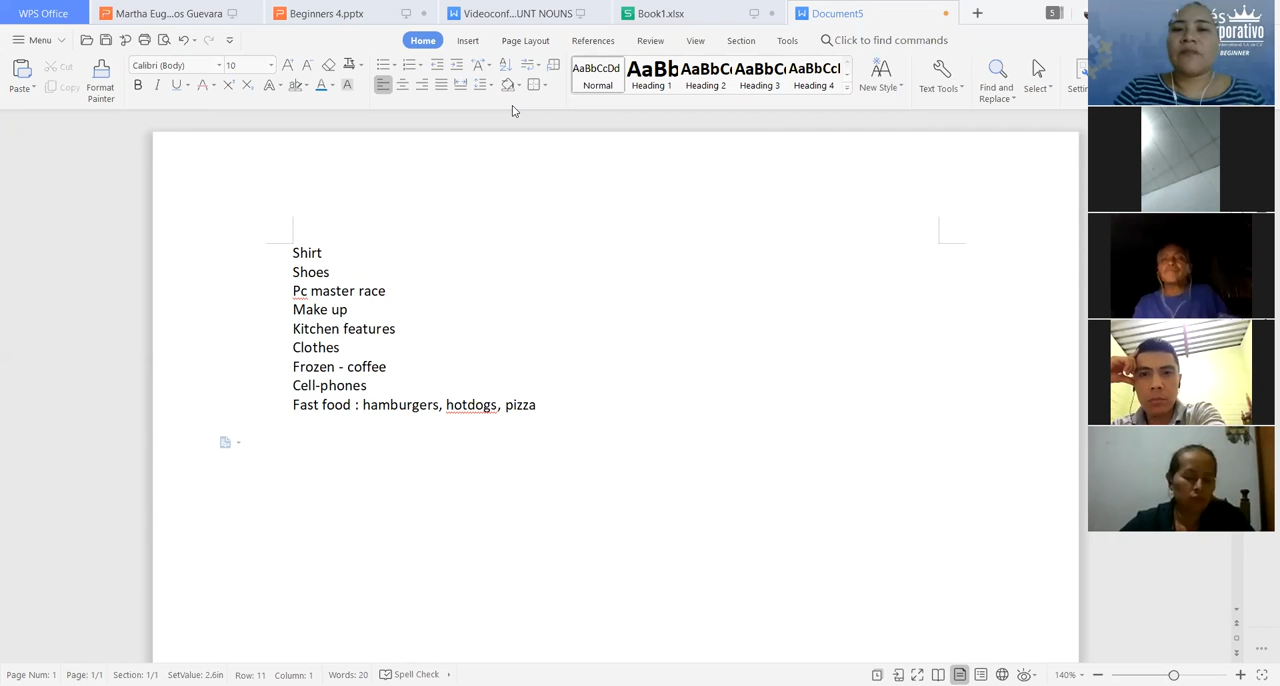 WPS Office
Martha Eug...os Guevara
Beginners 4.pptx
Videoconf...UNT NOUNS
Book1.xlsx
Document5
5
Menu
Home
Insert
Page Layout
References
Review
View
Section
Tools
Click to find commands
Paste
Cut
Copy
Format
Painter
Calibri (Body)
10
AaBbCcDd
Normal
AaBb
Heading 1
AaBbC
Heading 2
AaBbC
Heading 3
AaBbCcl
Heading 4
New Style
Text Tools
Find and
Replace
Select
BEGINNER
Shirt
Shoes
Pc master race
Make up
Kitchen features
Clothes
Frozen - coffee
Cell-phones
Fast food : hamburgers, hotdogs, pizza
Page Num: 1
Page: 1/1
Section: 1/1
SetValue: 2.6in
Row: 11
Column: 1
Words: 20
Spell Check
140%